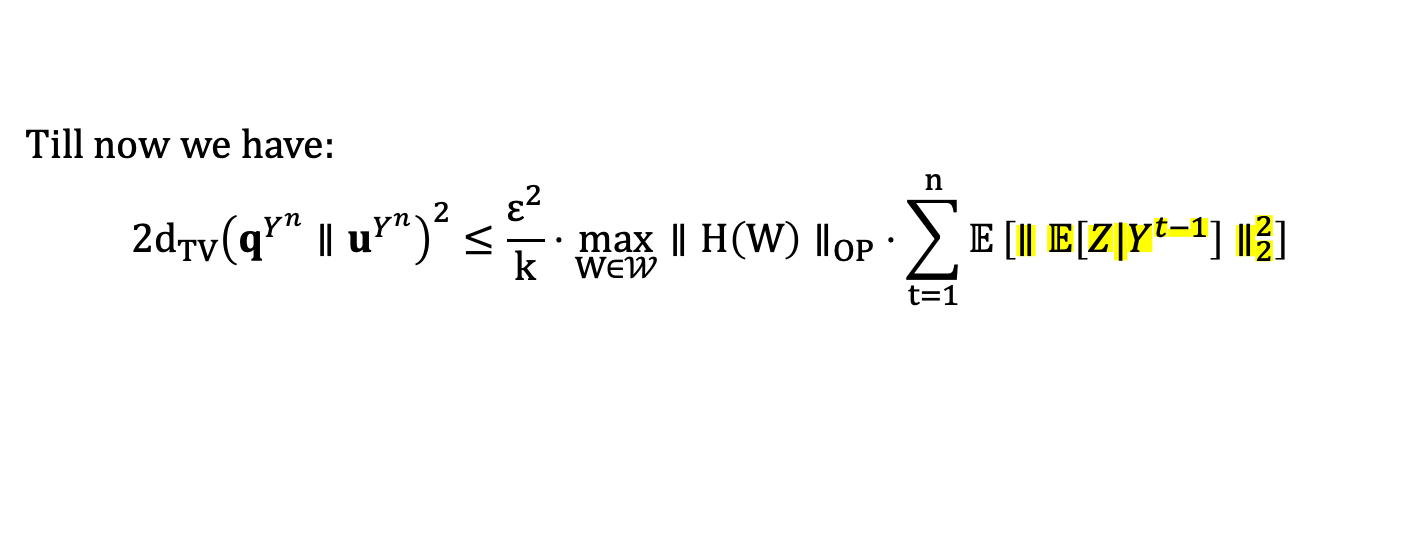 Till now we have:
2d_TV(𝐪^{Y^n} ∥ 𝐮^{Y^n})^2 ≤ ε^2/k · max_{W∈𝒲} ∥ H(W) ∥_OP · ∑_{t=1}^{n} 𝔼 [∥ 𝔼[Z|Y^{t−1}] ∥_2^2]